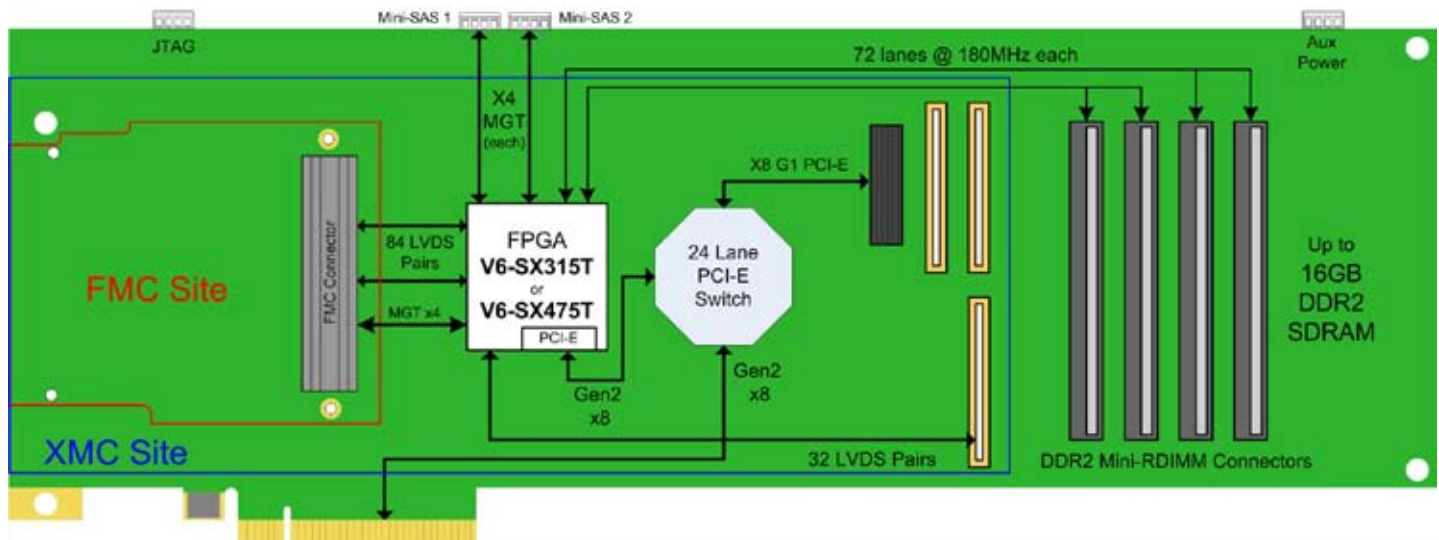 Mini-SAS 1
Mini-SAS 2
JTAG
Aux
Power
72 lanes @ 180MHz each
X4
MGT
(each)
X8 G1 PCI-E
FMC Connector
84 LVDS
Pairs
MGT x4
FPGA
V6-SX315T
or
V6-SX475T
PCI-E
24 Lane
PCI-E
Switch
FMC Site
Up to
16GB
DDR2
SDRAM
Gen2
x8
Gen2
x8
XMC Site
32 LVDS Pairs
DDR2 Mini-RDIMM Connectors